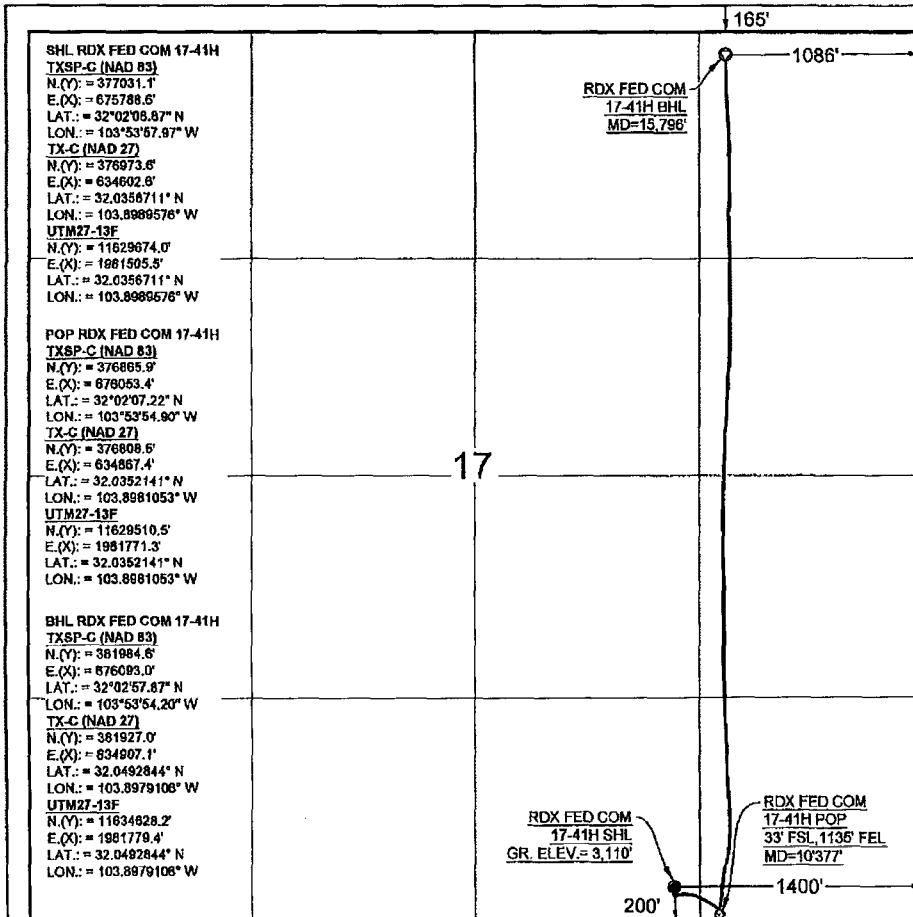 165'
1086'
SHL RDX FED COM 17-41H
TXSP-C (NAD 83)
N.(Y): = 377031.1'
E.(X): = 675788.6'
LAT.: = 32°02'08.87" N
LON.: = 103°53'57.97" W
TX-C (NAD 27)
N.(Y): = 376973.6'
E.(X): = 634602.6'
LAT.: = 32.0356711° N
LON.: = 103.8989576° W
UTM27-13F
N.(Y): = 11629674.0'
E.(X): = 1981505.5'
LAT.: = 32.0356711° N
LON.: = 103.8989576° W
RDX FED COM
17-41H BHL
MD=15,796'
POP RDX FED COM 17-41H
TXSP-C (NAD 83)
N.(Y): = 376865.9'
E.(X): = 676053.4'
LAT.: = 32°02'07.22" N
LON.: = 103°53'54.90" W
TX-C (NAD 27)
N.(Y): = 376808.5'
E.(X): = 634867.4'
LAT.: = 32.0352141° N
LON.: = 103.8981053° W
UTM27-13F
N.(Y): = 11629510.5'
E.(X): = 1981771.3'
LAT.: = 32.0352141° N
LON.: = 103.8981053° W
17
BHL RDX FED COM 17-41H
TXSP-C (NAD 83)
N.(Y): = 381984.6'
E.(X): = 676093.0'
LAT.: = 32°02'57.87" N
LON.: = 103°53'54.20" W
TX-C (NAD 27)
N.(Y): = 381927.0'
E.(X): = 634907.1'
LAT.: = 32.0492844° N
LON.: = 103.8979108° W
UTM27-13F
N.(Y): = 11634628.2'
E.(X): = 1981779.4'
LAT.: = 32.0492844° N
LON.: = 103.8979108° W
RDX FED COM
17-41H SHL
GR. ELEV.= 3,110'
RDX FED COM
17-41H POP
33' FSL, 1135' FEL
MD=10'377'
1400'
200'